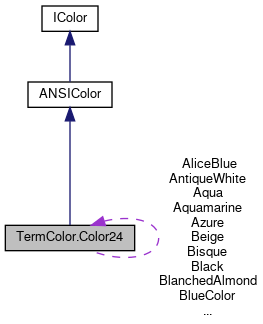 IColor
ANSIColor
TermColor.Color24
AliceBlue
AntiqueWhite
Aqua
Aquamarine
Azure
Beige
Bisque
Black
BlanchedAlmond
BlueColor
...